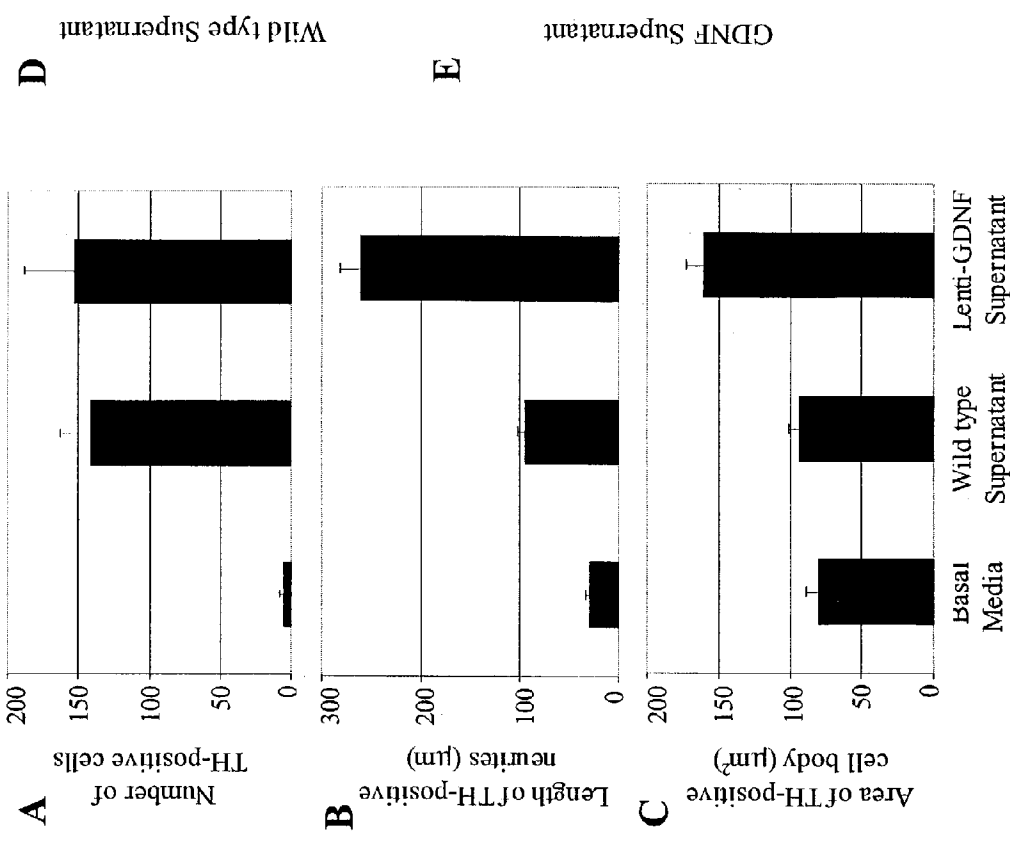 A
Number of
TH-positive cells
200
150
100
50
0
B
Length of TH-positive
neurites (µm)
300
200
100
0
C
Area of TH-positive
cell body (µm²)
200
150
100
50
0
Basal
Media
Wild type
Supernatant
Lenti-GDNF
Supernatant
D
Wild type Supernatant
E
GDNF Supernatant